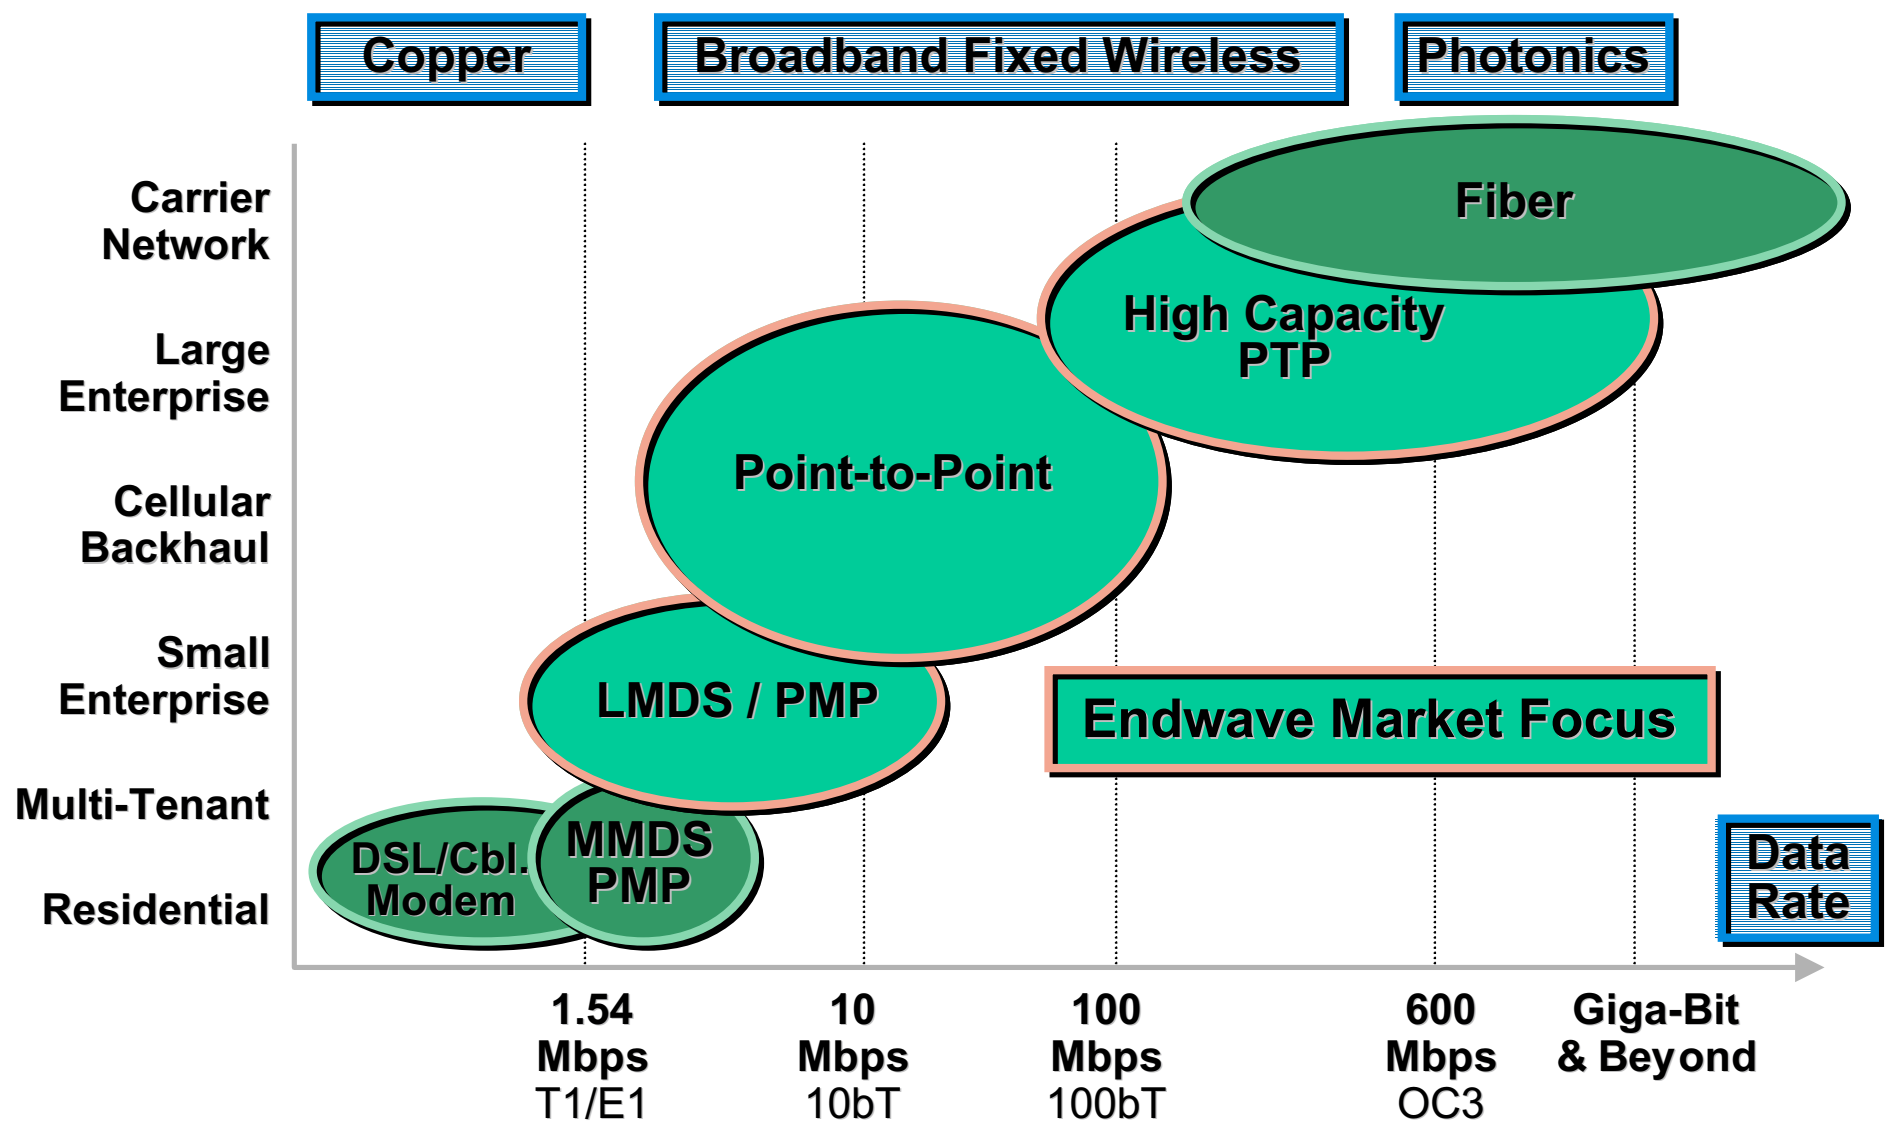 Copper
Broadband Fixed Wireless
Photonics
Carrier
Network
Large
Enterprise
Cellular
Backhaul
Small
Enterprise
Multi-Tenant
Residential
Fiber
High Capacity
PTP
Point-to-Point
LMDS / PMP
MMDS
PMP
DSL/Cbl.
Modem
Endwave Market Focus
Data
Rate
1.54
Mbps
T1/E1
10
Mbps
10bT
100
Mbps
100bT
600
Mbps
OC3
Giga-Bit
& Beyond